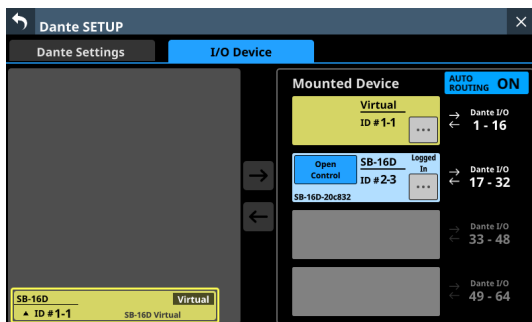 Dante SETUP
Dante Settings
I/O Device
Mounted Device
AUTO ROUTING ON
Virtual
ID # 1-1
...
Dante I/O
1 - 16
Open Control
SB-16D
ID # 2-3
Logged In
...
SB-16D-20c832
Dante I/O
17 - 32
Dante I/O
33 - 48
Dante I/O
49 - 64
SB-16D
Virtual
ID # 1-1
SB-16D Virtual